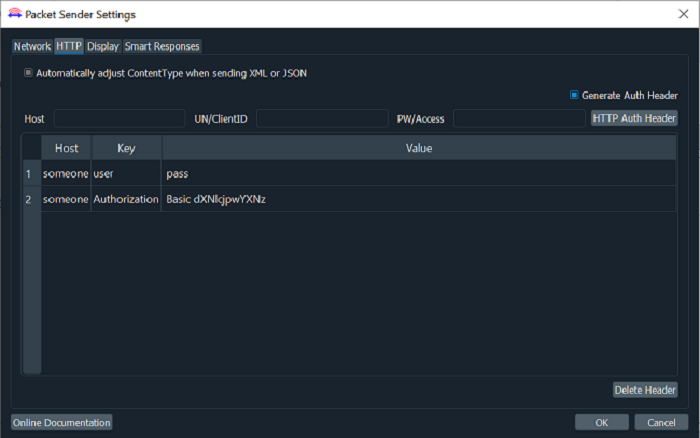 Packet Sender Settings
Network HTTP Display Smart Responses
Automatically adjust ContentType when sending XML or JSON
Generate Auth Header
Host UN/ClientID PW/Access HTTP Auth Header
Host Key Value
1 someone user pass
2 someone Authorization Basic dXNlcjpwYXNz
Delete Header
Online Documentation OK Cancel